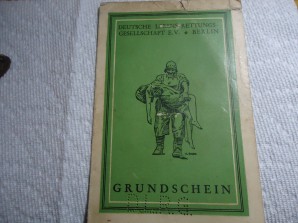 DEUTSCHE LEBENS-RETTUNGS
GESELLSCHAFT E.V. ★ BERLIN
GRUNDSCHEIN
D.L.R.G.